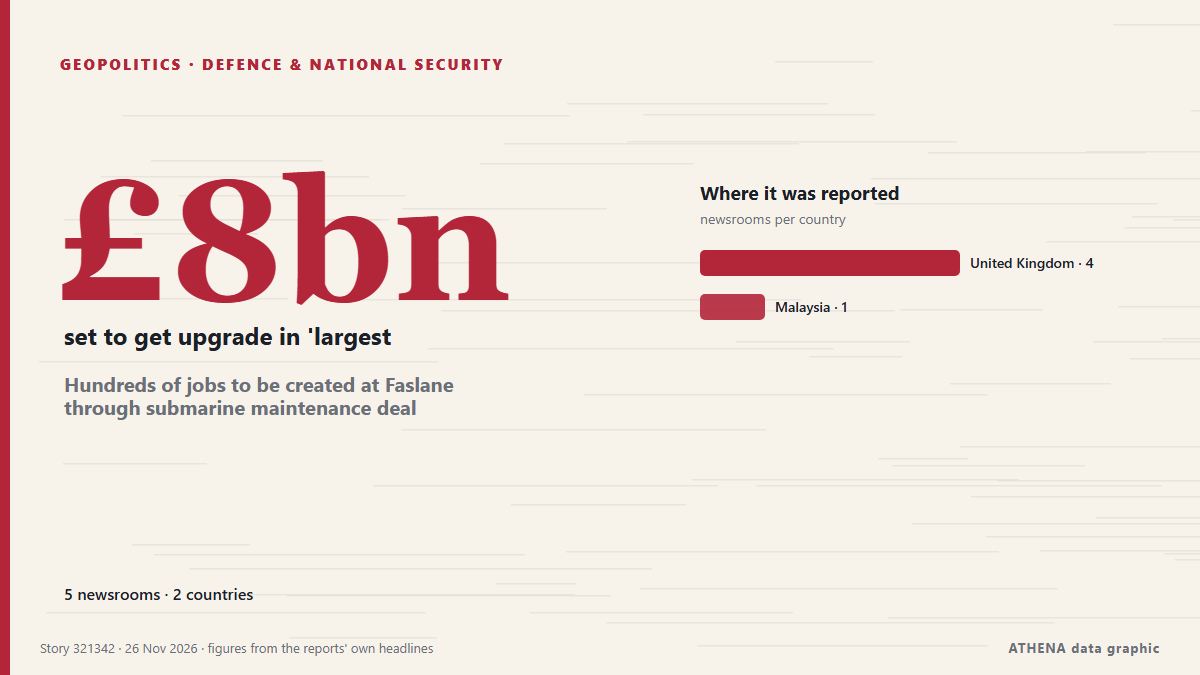 GEOPOLITICS · DEFENCE & NATIONAL SECURITY
£8bn
set to get upgrade in 'largest
Hundreds of jobs to be created at Faslane
through submarine maintenance deal
5 newsrooms · 2 countries
Where it was reported
newsrooms per country
United Kingdom · 4
Malaysia · 1
Story 321342 · 26 Nov 2026 · figures from the reports' own headlines
ATHENA data graphic